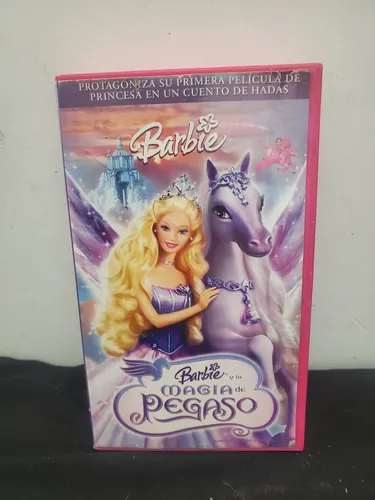 PROTAGONIZA SU PRIMERA PELÍCULA DE
PRINCESA EN UN CUENTO DE HADAS
Barbie
Barbie y la
MAGIA de
PEGASO